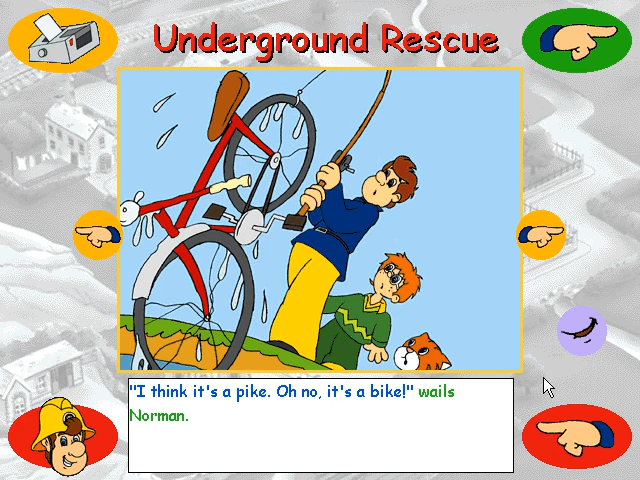 Underground Rescue
"I think it's a pike. Oh no, it's a bike!" wails
Norman.